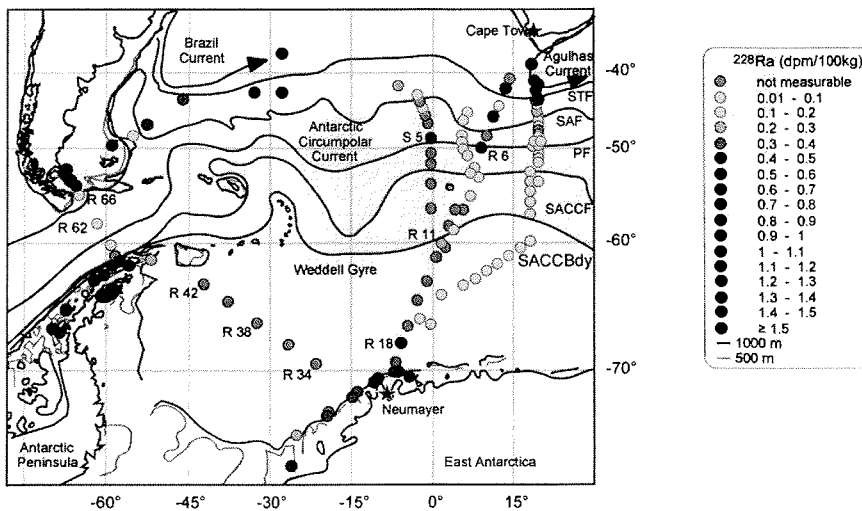 Brazil
Current
Cape Town
Agulhas
Current
STF
SAF
PF
SACCF
SACCBdy
Antarctic
Circumpolar
Current
S 5
R 6
R 66
R 62
R 11
Weddell Gyre
R 42
R 38
R 34
R 18
Neumayer
Antarctic
Peninsula
East Antarctica
-40°
-50°
-60°
-70°
-60°
-45°
-30°
-15°
0°
15°
228Ra (dpm/100kg)
not measurable
0.01 - 0.1
0.1 - 0.2
0.2 - 0.3
0.3 - 0.4
0.4 - 0.5
0.5 - 0.6
0.6 - 0.7
0.7 - 0.8
0.8 - 0.9
0.9 - 1
1 - 1.1
1.1 - 1.2
1.2 - 1.3
1.3 - 1.4
1.4 - 1.5
≥ 1.5
1000 m
500 m